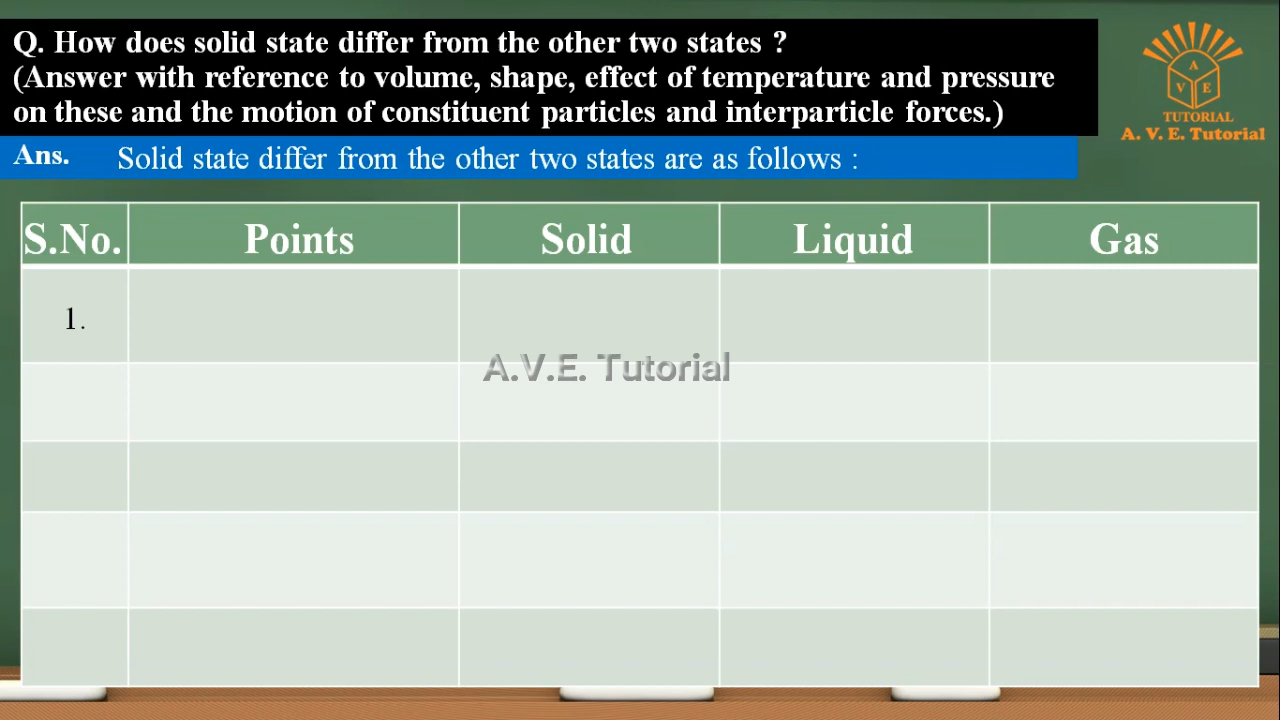 Q. How does solid state differ from the other two states ?
(Answer with reference to volume, shape, effect of temperature and pressure
on these and the motion of constituent particles and interparticle forces.)
A
V E
TUTORIAL
A. V. E. Tutorial
Ans. Solid state differ from the other two states are as follows :
S.No. Points Solid Liquid Gas
1.
A.V.E. Tutorial